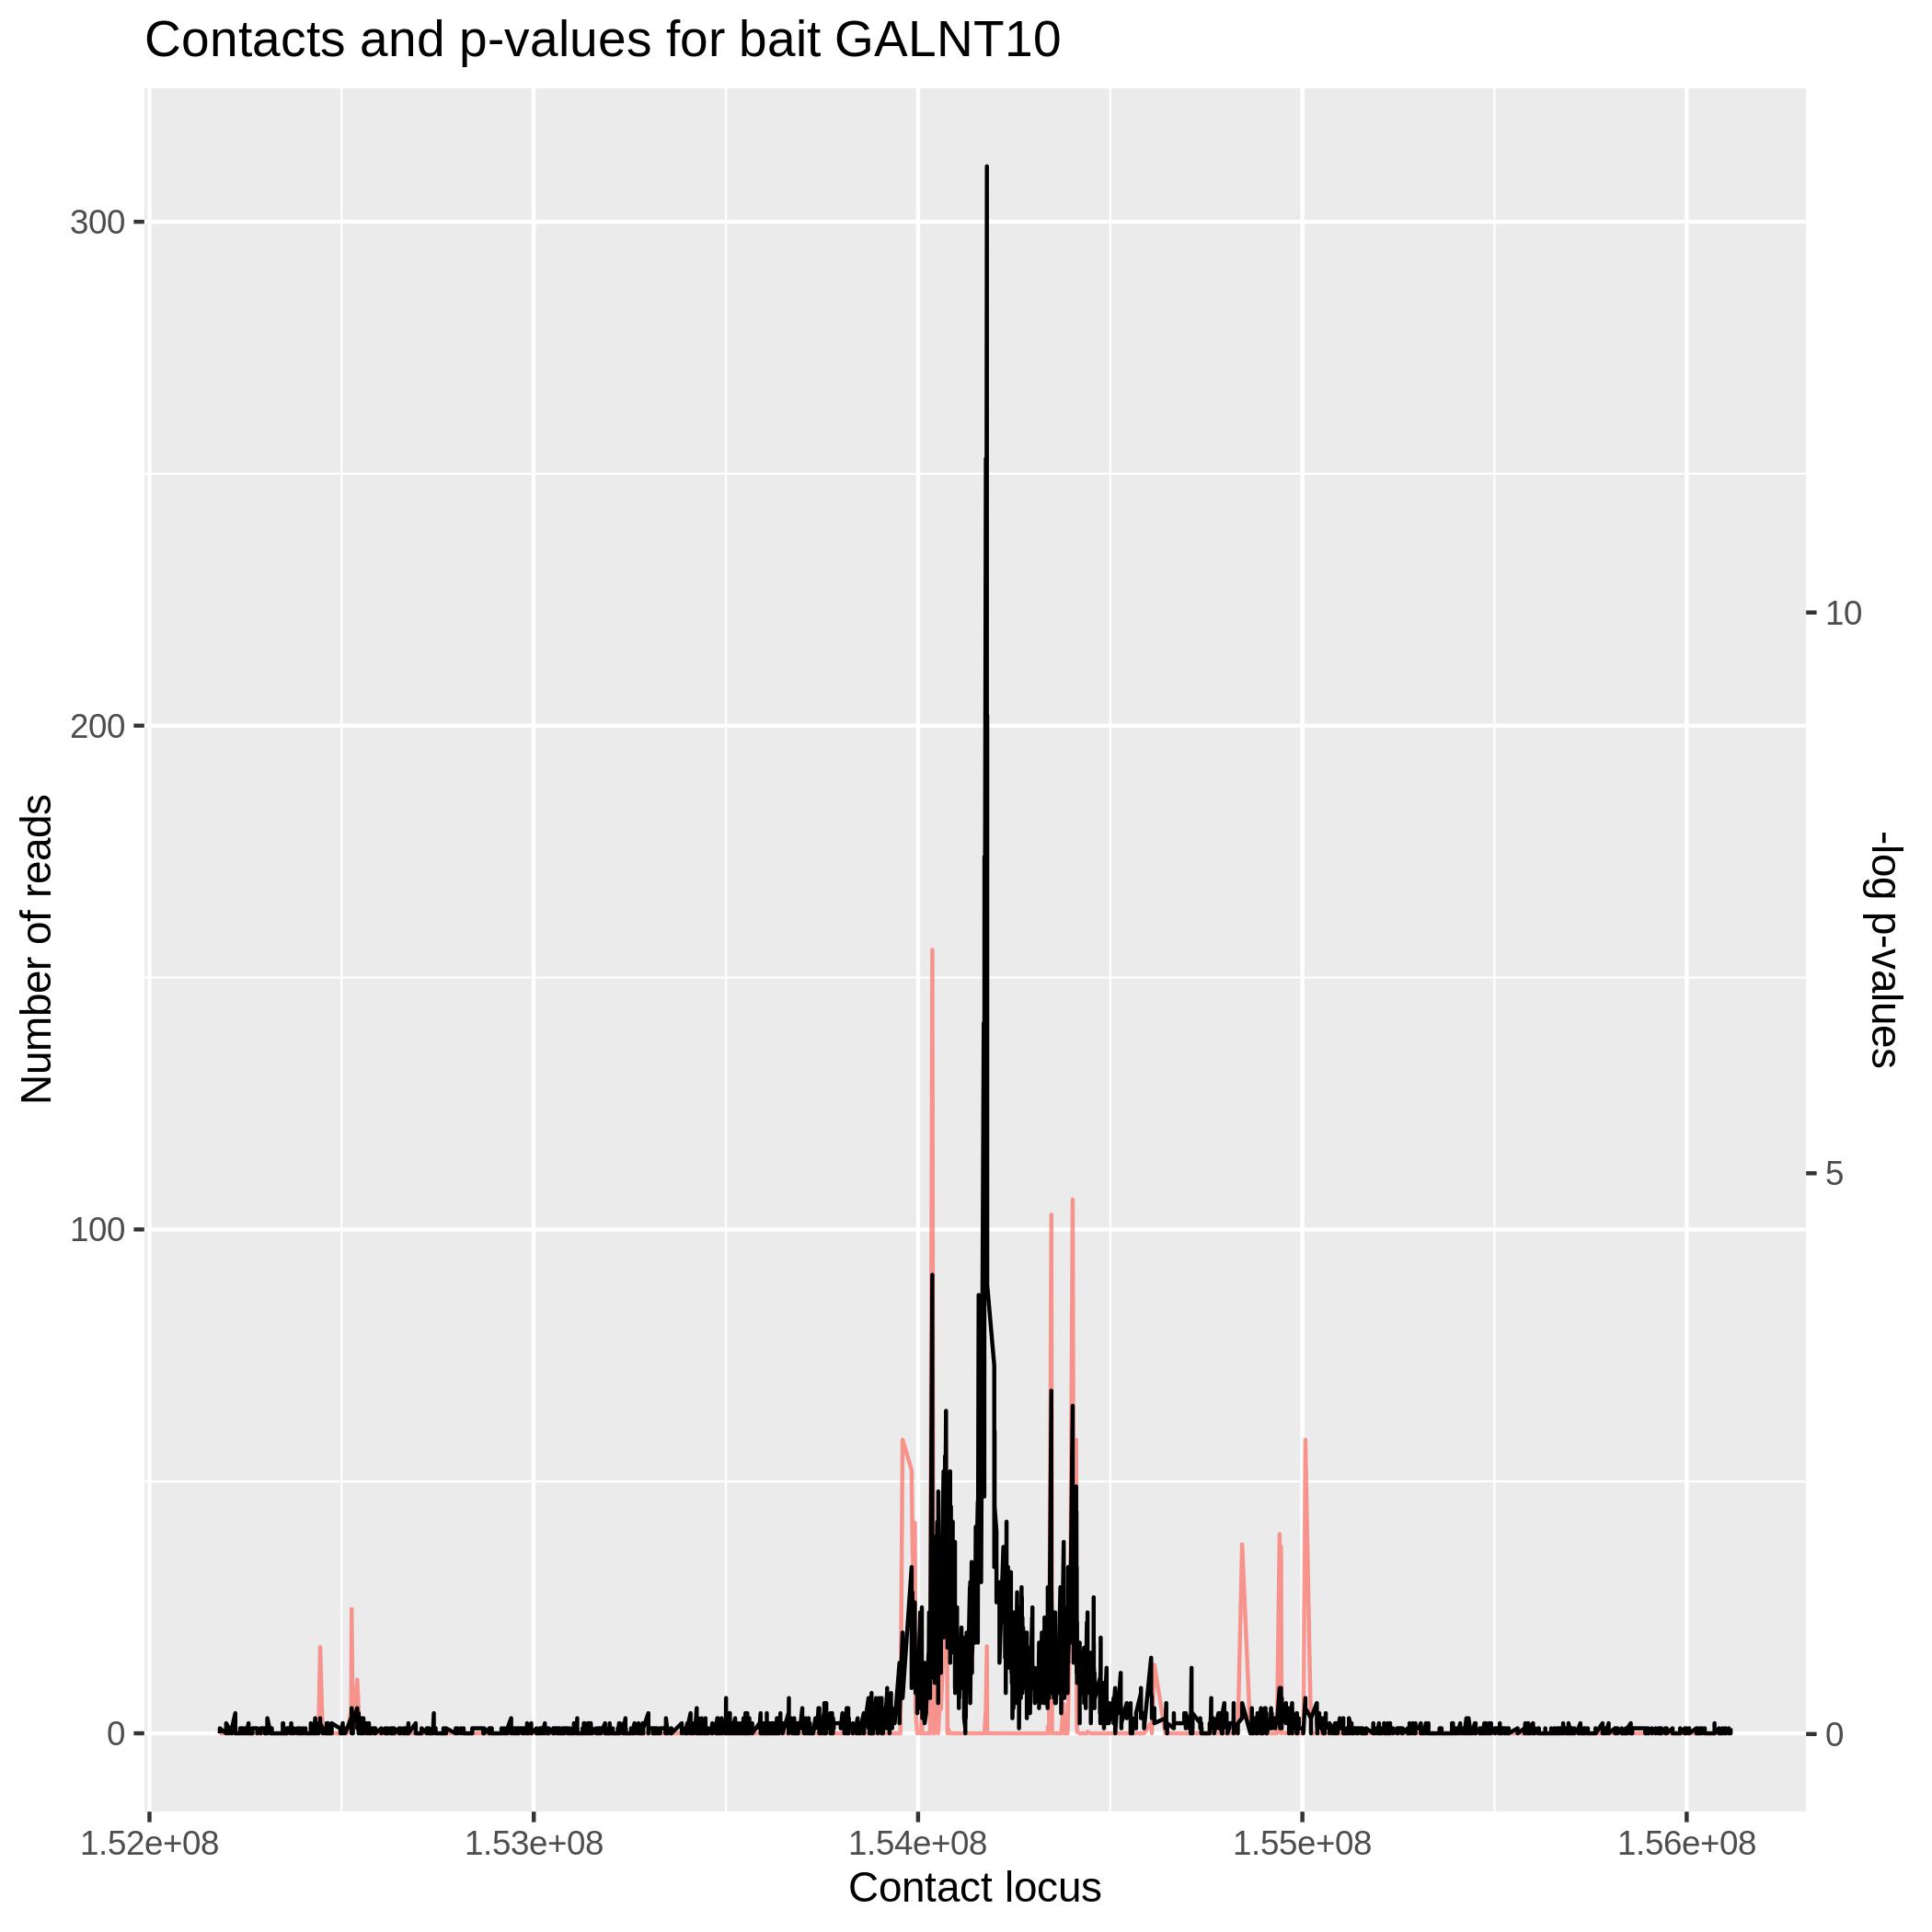 Contacts and p-values for bait GALNT10
300
200
100
0
Number of reads
10
5
0
-log p-values
1.52e+08
1.53e+08
1.54e+08
1.55e+08
1.56e+08
Contact locus